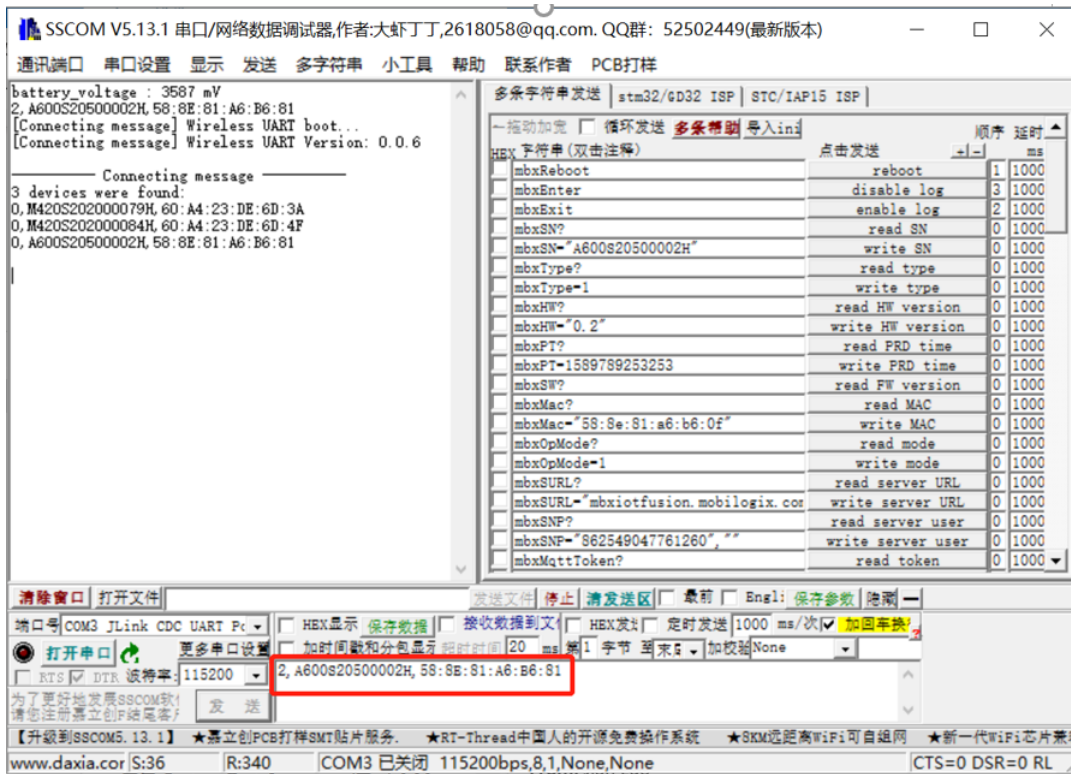 SSCOM V5.13.1 串口/网络数据调试器,作者:大虾丁丁,2618058@qq.com. QQ群: 52502449(最新版本)
通讯端口 串口设置 显示 发送 多字符串 小工具 帮助 联系作者 PCB打样
battery_voltage : 3587 mV
2,A600S20500002H,58:8E:81:A6:B6:81
[Connecting message] Wireless UART boot...
[Connecting message] Wireless UART Version: 0.0.6
Connecting message
3 devices were found:
0,M420S202000079H,60:A4:23:DE:6D:3A
0,M420S202000084H,60:A4:23:DE:6D:4F
0,A600S20500002H,58:8E:81:A6:B6:81
多条字符串发送 stm32/GD32 ISP STC/IAP15 ISP
拖动加宽 循环发送 多条帮助 导入ini 顺序 延时
HEX 字符串(双击注释) 点击发送 + - ms
mbxReboot reboot 1 1000
mbxEnter disable log 3 1000
mbxExit enable log 2 1000
mbxSN? read SN 0 1000
mbxSN="A600S20500002H" write SN 0 1000
mbxType? read type 0 1000
mbxType=1 write type 0 1000
mbxHW? read HW version 0 1000
mbxHW="0.2" write HW version 0 1000
mbxPT? read PRD time 0 1000
mbxPT=1589789253253 write PRD time 0 1000
mbxSW? read FW version 0 1000
mbxMac? read MAC 0 1000
mbxMac="58:8e:81:a6:b6:0f" write MAC 0 1000
mbxOpMode? read mode 0 1000
mbxOpMode=1 write mode 0 1000
mbxSURL? read server URL 0 1000
mbxSURL="mbxiotfusion.mobilogix.com write server URL 0 1000
mbxSNP? read server user 0 1000
mbxSNP="862549047761260","" write server user 0 1000
mbxMqttToken? read token 0 1000
清除窗口 打开文件 发送文件 停止 清发送区 最前 Engli 保存参数 隐藏
端口号 COM3 JLink CDC UART Po HEX显示 保存数据 接收数据到文 HEX发 定时发送 1000 ms/次 加回车换
打开串口 更多串口设置 加时间戳和分包显示 超时时间 20 ms 第1 字节 至 末尾 加校验 None
RTS DTR 波特率: 115200 2,A600S20500002H,58:8E:81:A6:B6:81
为了更好地发展SSCOM软
请您注册嘉立创F结尾客 发 送
【升级到SSCOM5.13.1】 ★嘉立创PCB打样SMT贴片服务. ★RT-Thread中国人的开源免费操作系统 ★8KM远距离WiFi可自组网 ★新一代WiFi芯片兼
www.daxia.cor S:36 R:340 COM3 已关闭 115200bps,8,1,None,None CTS=0 DSR=0 RL